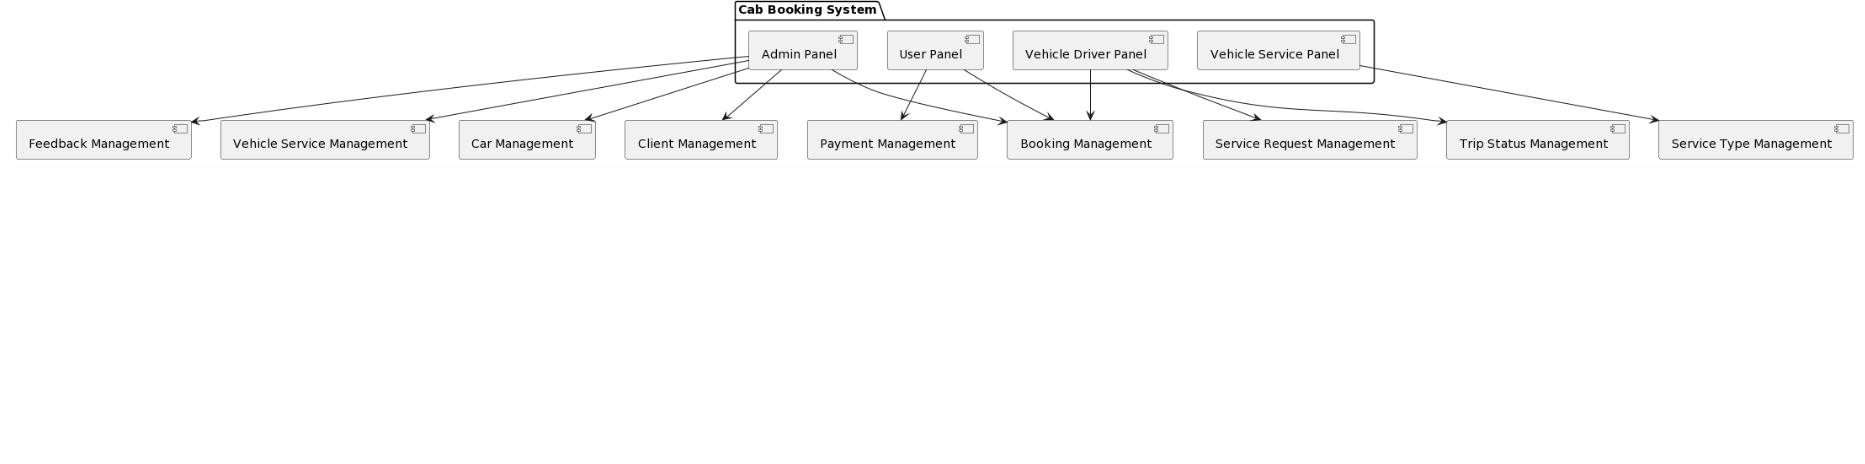 Cab Booking System
Admin Panel
User Panel
Vehicle Driver Panel
Vehicle Service Panel
Feedback Management
Vehicle Service Management
Car Management
Client Management
Payment Management
Booking Management
Service Request Management
Trip Status Management
Service Type Management